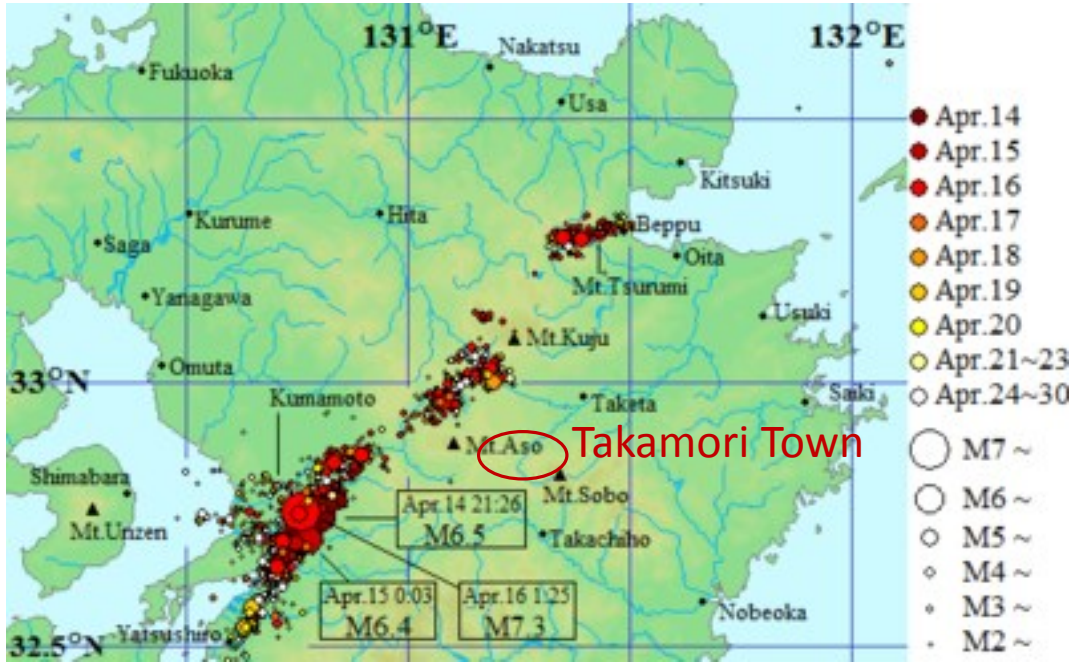 131°E
132°E
Nakatsu
Fukuoka
Usa
Kitsuki
Kurume
Hita
Beppu
Saga
Oita
Mt.Tsurumi
Yanagawa
Usuki
Mt.Kuju
Omuta
33°N
Kumamoto
Taketa
Saiki
Mt.Aso
Takamori Town
Shimabara
Mt.Sobo
Apr.14 21:26
M6.5
Mt.Unzen
Takachiho
Apr.15 0:03
M6.4
Apr.16 1:25
M7.3
Nobeoka
Yatsushiro
32.5°N
Apr.14
Apr.15
Apr.16
Apr.17
Apr.18
Apr.19
Apr.20
Apr.21~23
Apr.24~30
M7 ~
M6 ~
M5 ~
M4 ~
M3 ~
M2 ~